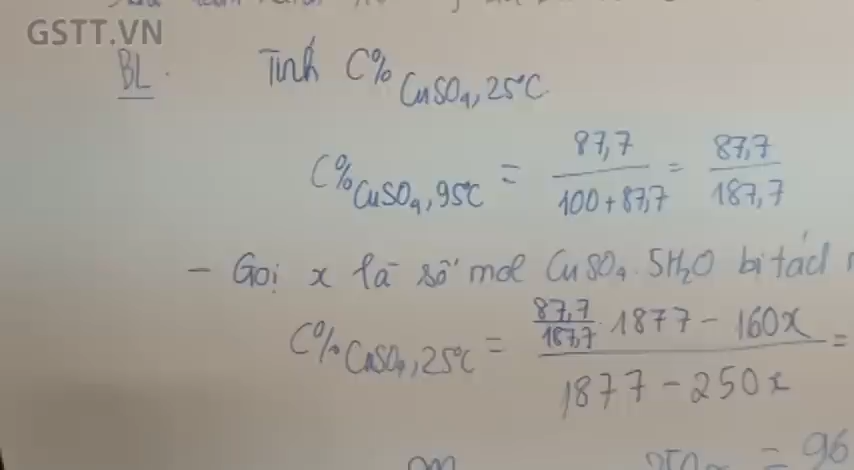 GSTT.VN
BL. Tính C% CuSO4, 25°C
C% CuSO4, 95°C = 87,7 / 100 + 87,7 = 87,7 / 187,7
- Gọi x là số mol CuSO4.5H2O bị tách
C% CuSO4, 25°C = 87,7/187,7 . 1877 - 160x / 1877 - 250x =
= 96